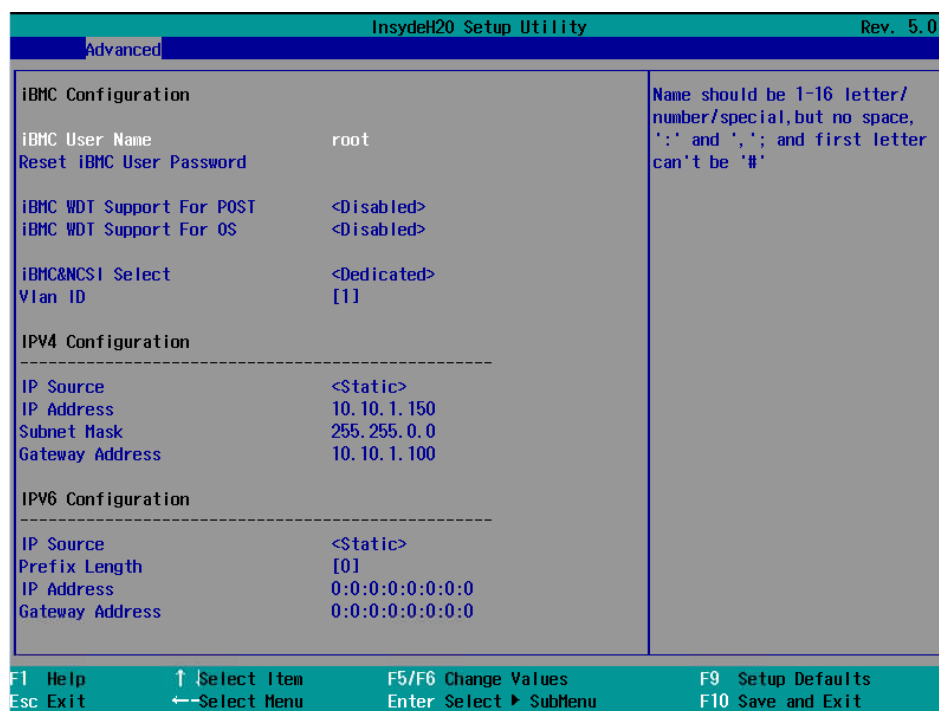 InsydeH2O Setup Utility Rev. 5.0
Advanced
iBMC Configuration
iBMC User Name root
Reset iBMC User Password
iBMC WDT Support For POST <Disabled>
iBMC WDT Support For OS <Disabled>
iBMC&NCSI Select <Dedicated>
Vlan ID [1]
IPV4 Configuration
--------------------------------------------------
IP Source <Static>
IP Address 10.10.1.150
Subnet Mask 255.255.0.0
Gateway Address 10.10.1.100
IPV6 Configuration
--------------------------------------------------
IP Source <Static>
Prefix Length [0]
IP Address 0:0:0:0:0:0:0:0
Gateway Address 0:0:0:0:0:0:0:0
Name should be 1-16 letter/
number/special,but no space,
':' and ','; and first letter
can't be '#'
F1 Help ↑↓Select Item F5/F6 Change Values F9 Setup Defaults
Esc Exit ←→Select Menu Enter Select ▶ SubMenu F10 Save and Exit